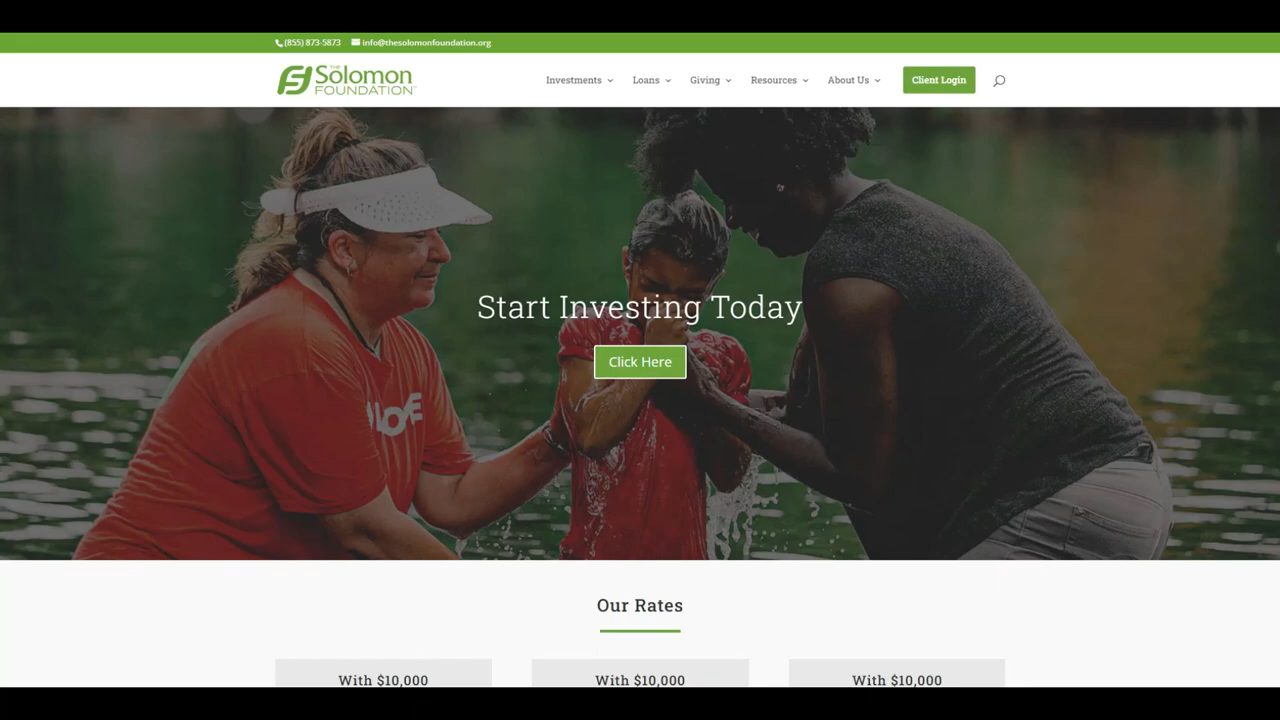 (855) 873-5873 info@thesolomonfoundation.org
THE
Solomon
FOUNDATION
Investments Loans Giving Resources About Us Client Login
LOVE
Start Investing Today
Click Here
Our Rates
With $10,000 With $10,000 With $10,000